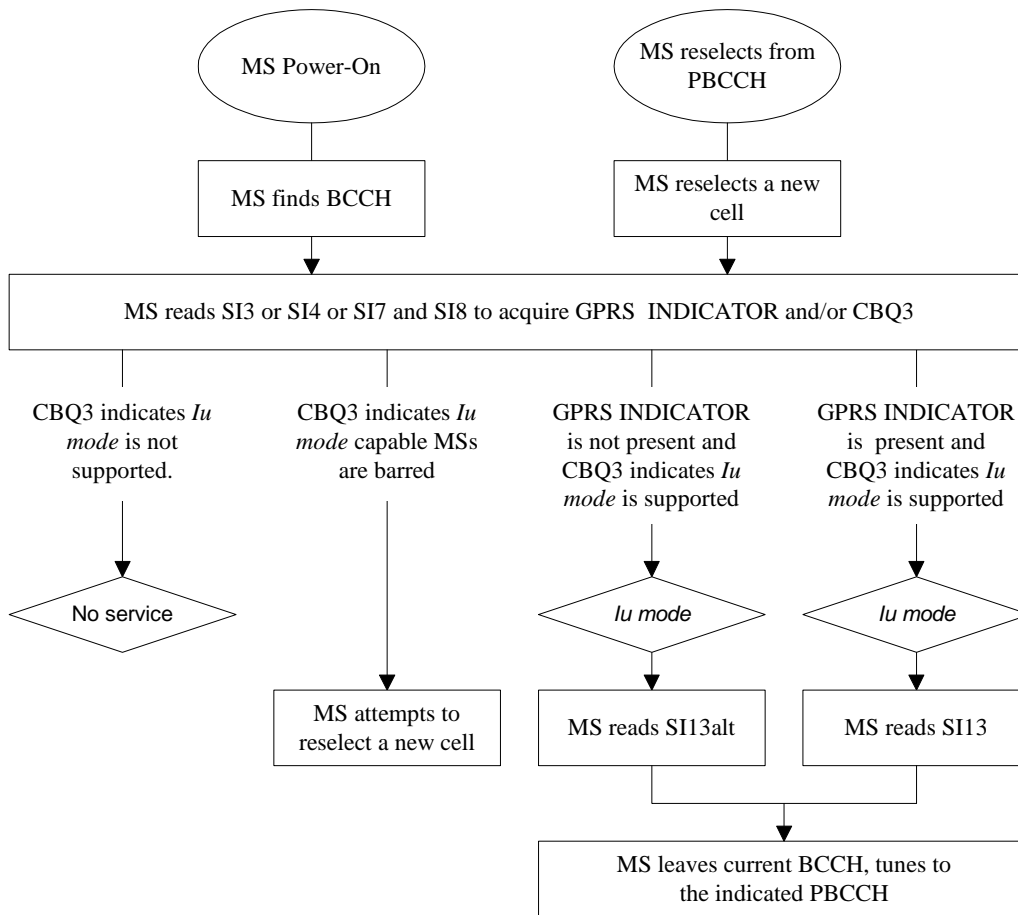 MS Power-On
MS reselects from
PBCCH
MS finds BCCH
MS reselects a new
cell
MS reads SI3 or SI4 or SI7 and SI8 to acquire GPRS INDICATOR and/or CBQ3
CBQ3 indicates Iu
mode is not
supported.
CBQ3 indicates Iu
mode capable MSs
are barred
GPRS INDICATOR
is not present and
CBQ3 indicates Iu
mode is supported
GPRS INDICATOR
is present and
CBQ3 indicates Iu
mode is supported
No service
Iu mode
Iu mode
MS attempts to
reselect a new cell
MS reads SI13alt
MS reads SI13
MS leaves current BCCH, tunes to
the indicated PBCCH